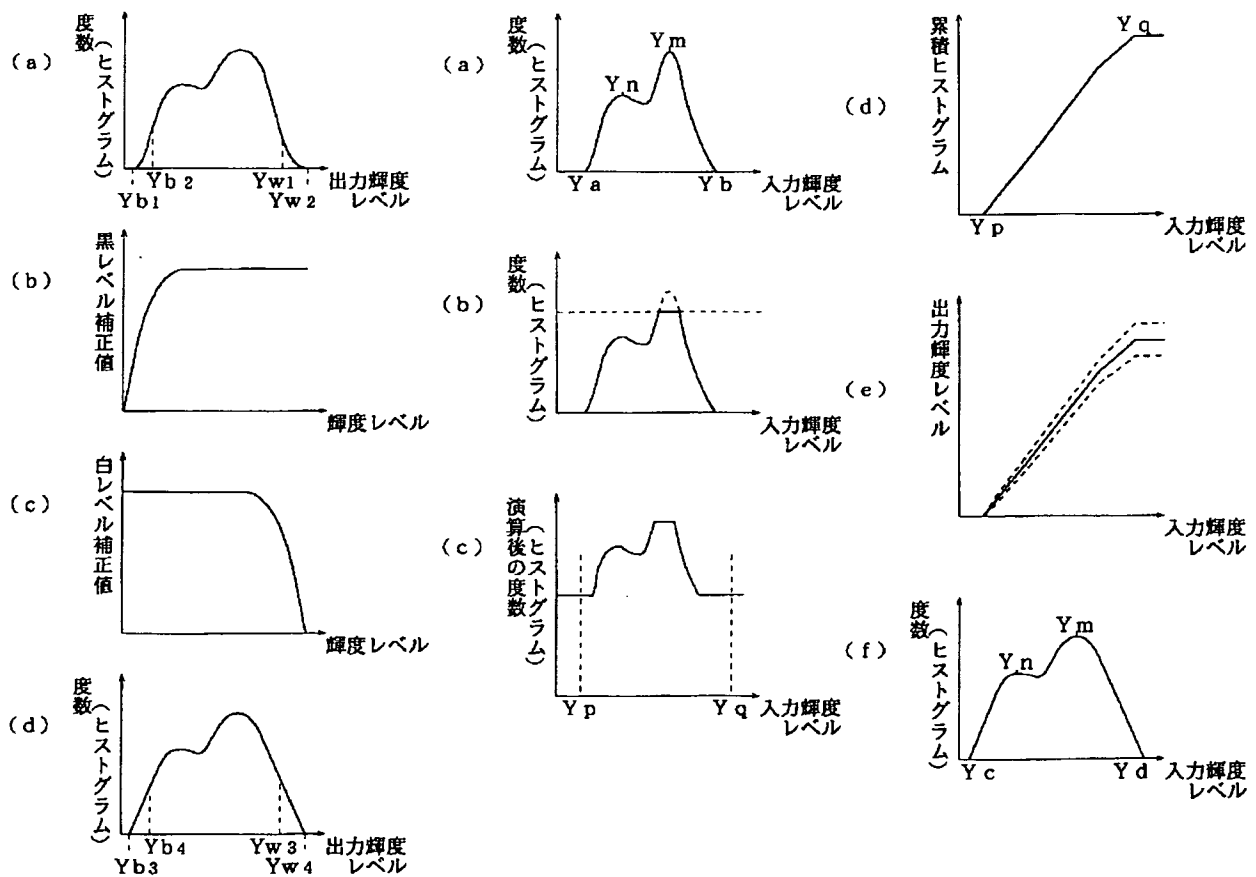 (a)
度数
(ヒストグラム)
Yb1
Yb2
Yw1
Yw2
出力輝度
レベル
(b)
黒レベル補正値
輝度レベル
(c)
白レベル補正値
輝度レベル
(d)
度数
(ヒストグラム)
Yb3
Yb4
Yw3
Yw4
出力輝度
レベル
(a)
度数
(ヒストグラム)
Yn
Ym
Ya
Yb
入力輝度
レベル
(b)
度数
(ヒストグラム)
入力輝度
レベル
(c)
演算後の度数
(ヒストグラム)
Yp
Yq
入力輝度
レベル
(d)
累積ヒストグラム
Yq
Yp
入力輝度
レベル
(e)
出力輝度レベル
入力輝度
レベル
(f)
度数
(ヒストグラム)
Yn
Ym
Yc
Yd
入力輝度
レベル